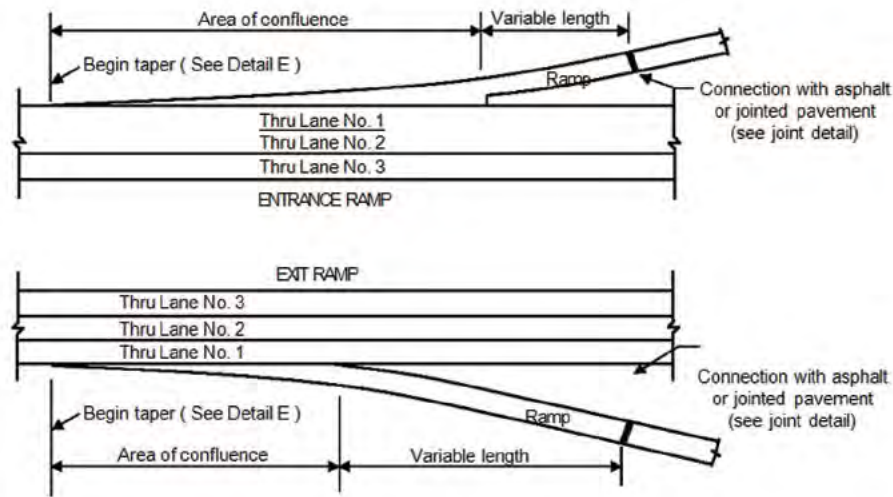 Area of confluence
Variable length
Begin taper ( See Detail E )
Ramp
Connection with asphalt
or jointed pavement
(see joint detail)
Thru Lane No. 1
Thru Lane No. 2
Thru Lane No. 3
ENTRANCE RAMP
EXIT RAMP
Thru Lane No. 3
Thru Lane No. 2
Thru Lane No. 1
Connection with asphalt
or jointed pavement
(see joint detail)
Begin taper ( See Detail E )
Ramp
Area of confluence
Variable length